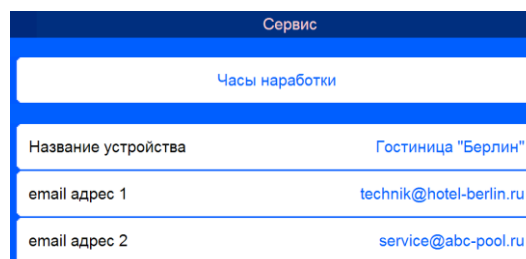 Сервис
Часы наработки
Название устройства Гостиница "Берлин"
email адрес 1 technik@hotel-berlin.ru
email адрес 2 service@abc-pool.ru